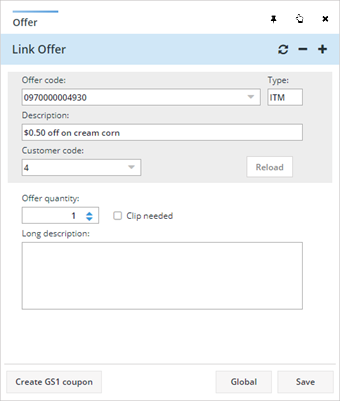 Offer
Link Offer
Offer code: Type:
0970000004930 ITM
Description:
$0.50 off on cream corn
Customer code:
4 Reload
Offer quantity:
1 Clip needed
Long description:
Create GS1 coupon Global Save